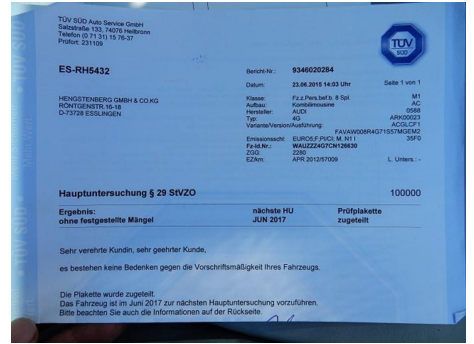 TÜV SÜD Auto Service GmbH
Salzstraße 133, 74076 Heilbronn
Telefon (0 71 31) 15 76-37
Prüfort: 231109
TÜV
SÜD
ES-RH5432
Bericht-Nr.: 9346020284
Datum: 23.06.2015 14:03 Uhr Seite 1 von 1
HENGSTENBERG GMBH & CO.KG
RÖNTGENSTR.16-18
D-73728 ESSLINGEN
Klasse: Fz.z.Pers.bef.b. 8 Spl. M1
Aufbau: Kombilimousine AC
Hersteller: AUDI 0588
Typ: 4G ARK00023
Variante/Version/Ausführung: ACGLCF1
FAVAW008R4G71S57MGEM2
Emissionsschl: EURO5;F,PI/CI; M, N1 I 35F0
Fz-Id.Nr.: WAUZZZ4G7CN126830
ZGG: 2280
EZ/km: APR 2012/57009 L. Unters.: -
Hauptuntersuchung § 29 StVZO 100000
Ergebnis: nächste HU Prüfplakette
ohne festgestellte Mängel JUN 2017 zugeteilt
Sehr verehrte Kundin, sehr geehrter Kunde,
es bestehen keine Bedenken gegen die Vorschriftsmäßigkeit Ihres Fahrzeugs.
Die Plakette wurde zugeteilt.
Das Fahrzeug ist im Juni 2017 zur nächsten Hauptuntersuchung vorzuführen.
Bitte beachten Sie auch die Informationen auf der Rückseite.